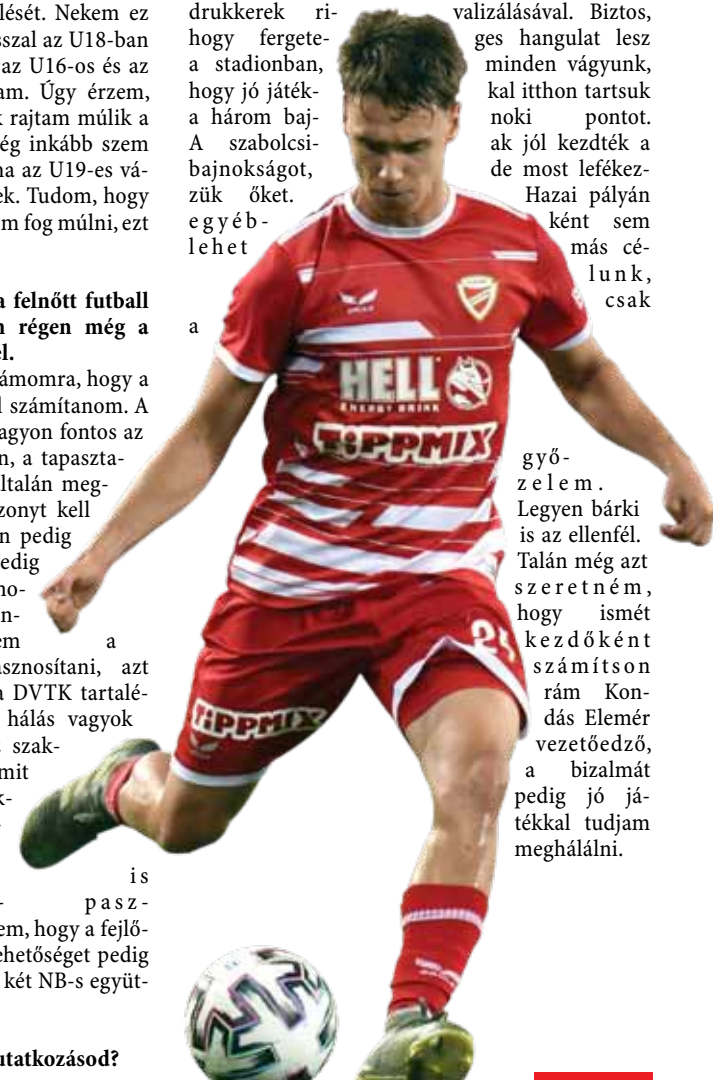 lését. Nekem ez
sszal az U18-ban
az U16-os és az
am. Úgy érzem,
k rajtam múlik a
ég inkább szem
na az U19-es vá-
ek. Tudom, hogy
m fog múlni, ezt
a felnőtt futball
n régen még a
el.
ámomra, hogy a
l számítanom. A
agyon fontos az
n, a tapaszta-
ltalán meg-
zonyt kell
n pedig
edig
no-
n-
em a
asznosítani, azt
a DVTK tartalé-
hálás vagyok
szak-
mit
k-
is
- pasz-
em, hogy a fejlő-
ehetőséget pedig
két NB-s együt-
utatkozásod?
drukkerek ri- valizálásával. Biztos,
hogy fergete- ges hangulat lesz
a stadionban, minden vágyunk,
hogy jó játék- kal itthon tartsuk
a három baj- noki pontot.
A szabolcsi- ak jól kezdték a
bajnokságot, de most lefékez-
zük őket. Hazai pályán
egyéb- ként sem
lehet más cé-
lunk,
csak
a
győ-
zelem.
Legyen bárki
is az ellenfél.
Talán még azt
szeretném,
hogy ismét
kezdőként
számítson
rám Kon-
dás Elemér
vezetőedző,
a bizalmát
pedig jó já-
tékkal tudjam
meghálálni.
HELL
ENERGY DRINK
TIPPMIX
25
TIPPMIX